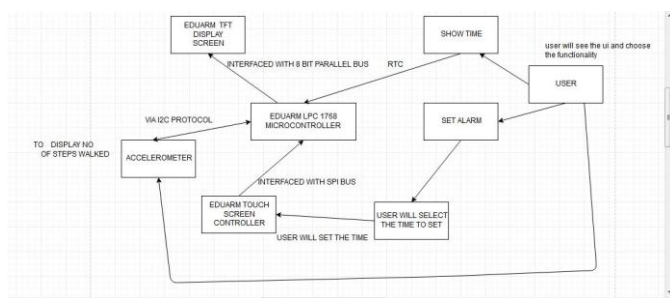 EDUARM TFT
DISPLAY
SCREEN
SHOW TIME
user will see the ui and choose
the functionality
INTERFACED WITH 8 BIT PARALLEL BUS
RTC
USER
VIA I2C PROTOCOL
EDUARM LPC 1768
MICROCONTROLLER
SET ALARM
TO DISPLAY NO
OF STEPS WALKED
ACCELEROMETER
INTERFACED WITH SPI BUS
EDUARM TOUCH
SCREEN
CONTROLLER
USER WILL SELECT
THE TIME TO SET
USER WILL SET THE TIME